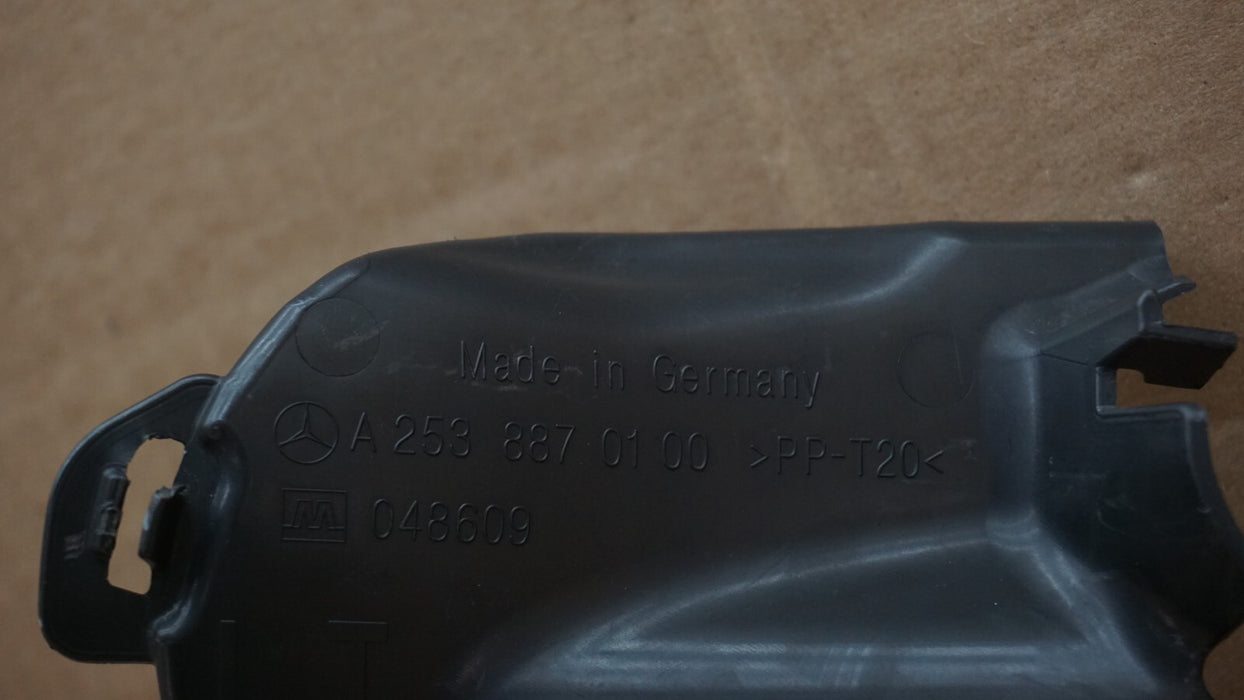 Made in Germany
A 253 887 01 00 >PP-T20<
048609